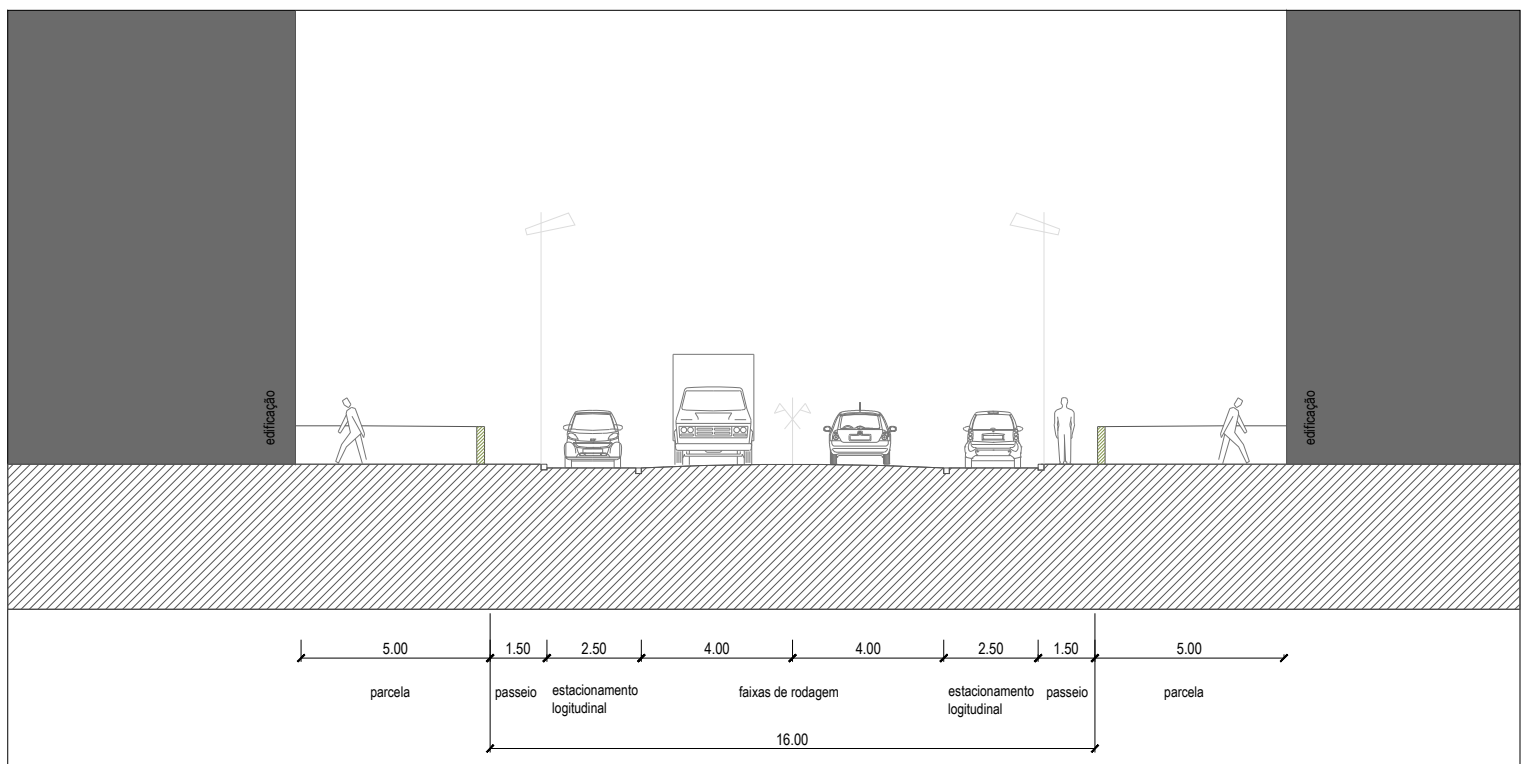 edificação
edificação
5.00
1.50
2.50
4.00
4.00
2.50
1.50
5.00
parcela
passeio
estacionamento
logitudinal
faixas de rodagem
estacionamento
logitudinal
passeio
parcela
16.00